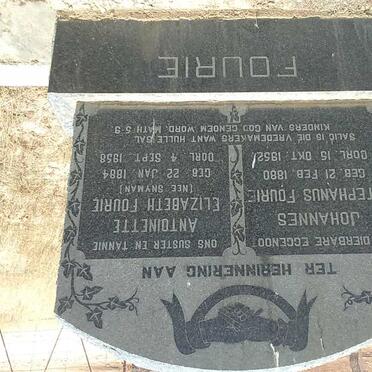 TER HERINNERING AAN
DIERBARE EGGENOOT
JOHANNES
STEPHANUS FOURIE
GEB 21 FEB. 1880
OORL. 15 OKT. 1952
ONS SUSTER EN TANNIE
ANTOINETTE
ELIZABETH FOURIE
[NEE SNYMAN]
GEB 22 JAN 1884
OORL 4 SEPT. 1958
SALIG IS DIE VREDEMAKERS WANT HULLE SAL
KINDERS VAN GOD GENOEM WORD. MATH 5.9.
FOURIE